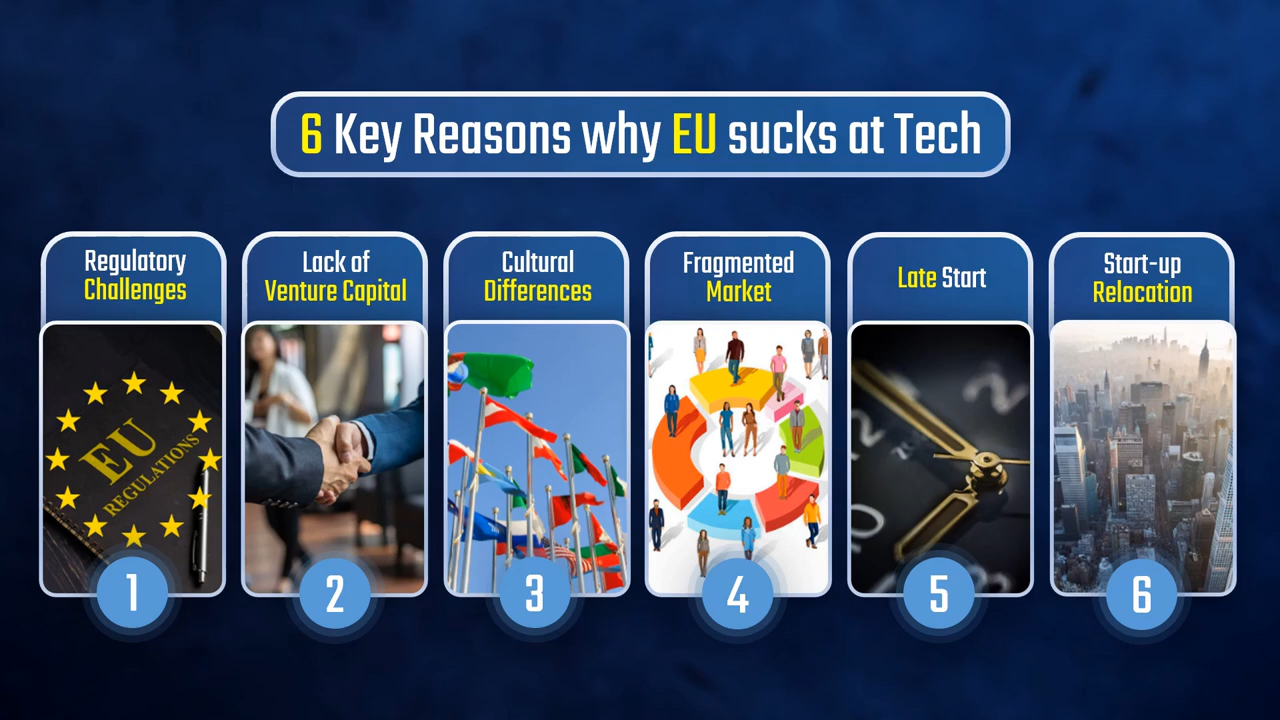 6 Key Reasons why EU sucks at Tech
Regulatory
Challenges
Lack of
Venture Capital
Cultural
Differences
Fragmented
Market
Late Start
Start-up
Relocation
EU
REGULATIONS
2
1
2
3
4
5
6